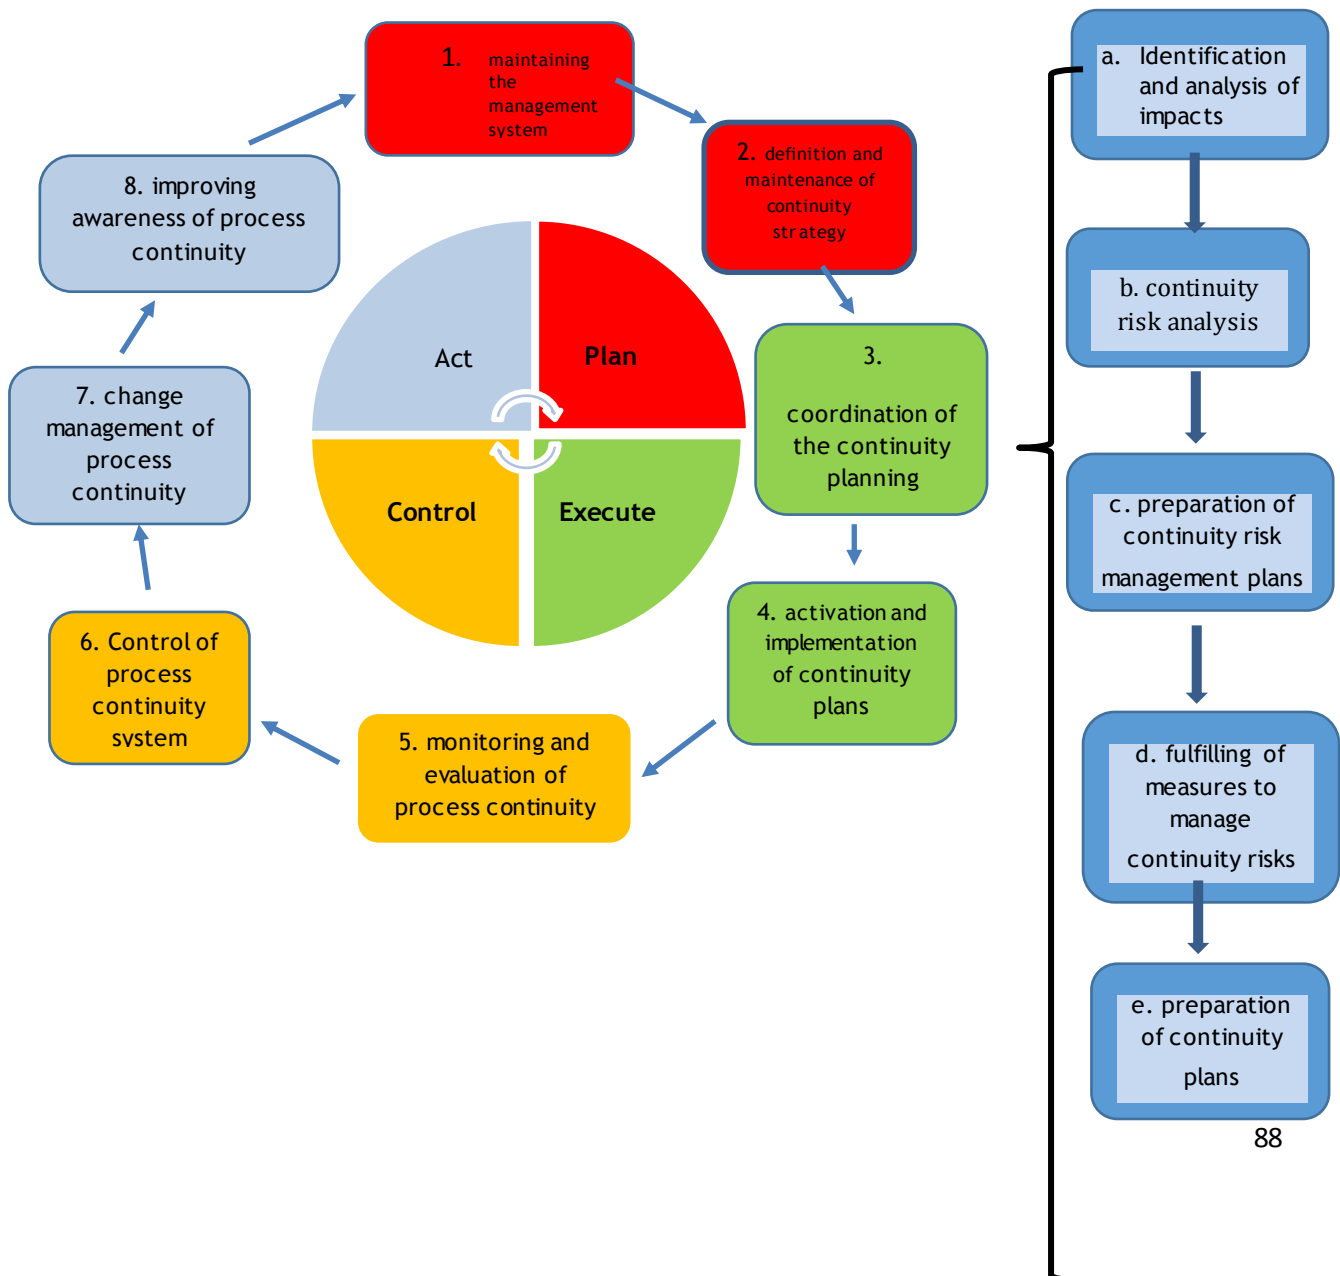 1. maintaining
the
management
system
2. definition and
maintenance of
continuity
strategy
3.
coordination of
the continuity
planning
4. activation and
implementation
of continuity
plans
5. monitoring and
evaluation of
process continuity
6. Control of
process
continuity
system
7. change
management of
process
continuity
8. improving
awareness of process
continuity
Act
Plan
Control
Execute
a. Identification
and analysis of
impacts
b. continuity
risk analysis
c. preparation of
continuity risk
management plans
d. fulfilling of
measures to
manage
continuity risks
e. preparation
of continuity
plans
88